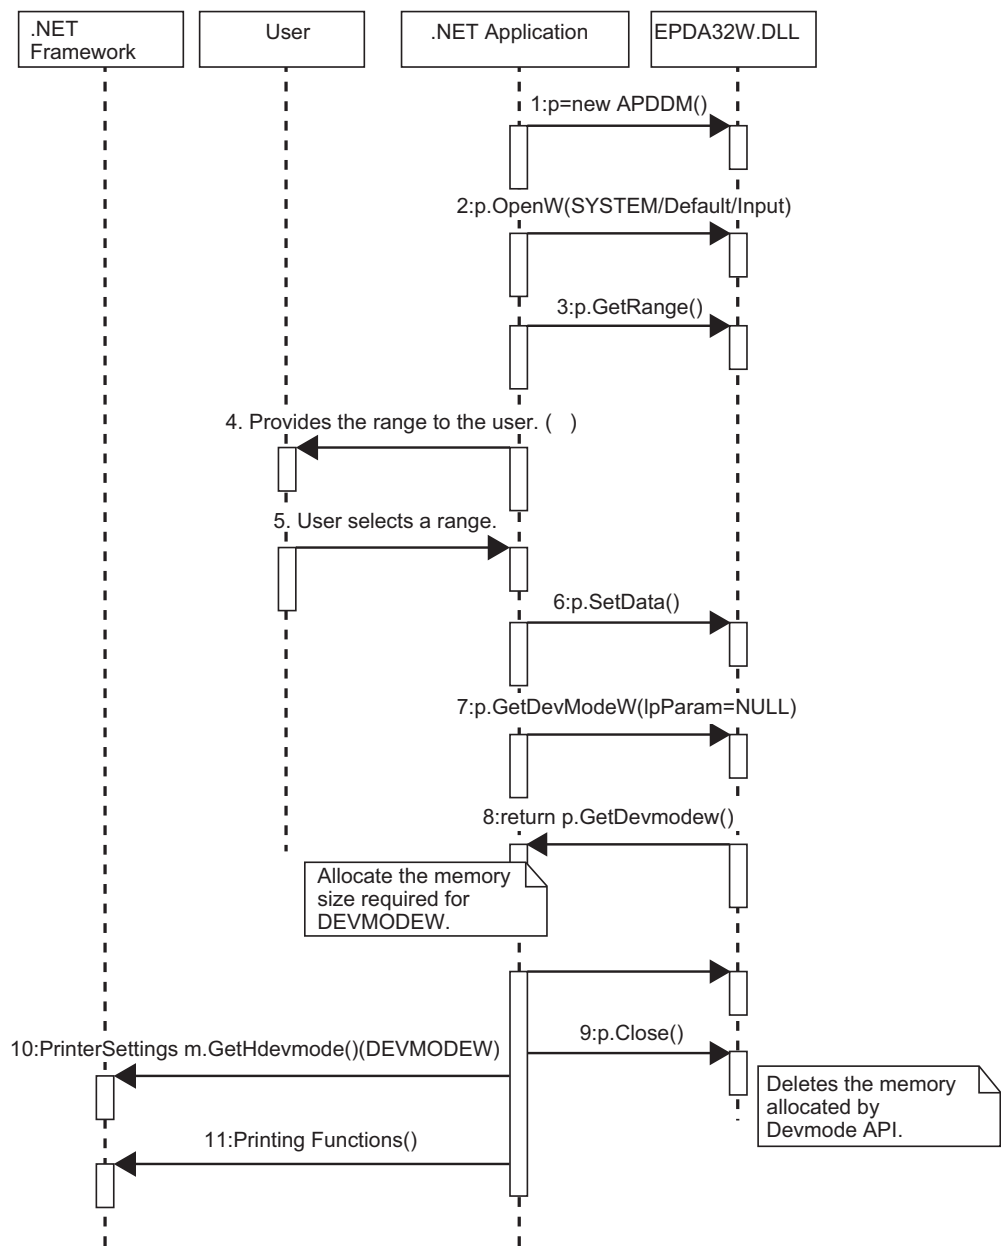 .NET
Framework
User
.NET Application
EPDA32W.DLL
1:p=new APDDM()
2:p.OpenW(SYSTEM/Default/Input)
3:p.GetRange()
4. Provides the range to the user. (   )
5. User selects a range.
6:p.SetData()
7:p.GetDevModeW(lpParam=NULL)
8:return p.GetDevmodew()
Allocate the memory
size required for
DEVMODEW.
9:p.Close()
10:PrinterSettings m.GetHdevmode()(DEVMODEW)
Deletes the memory
allocated by
Devmode API.
11:Printing Functions()